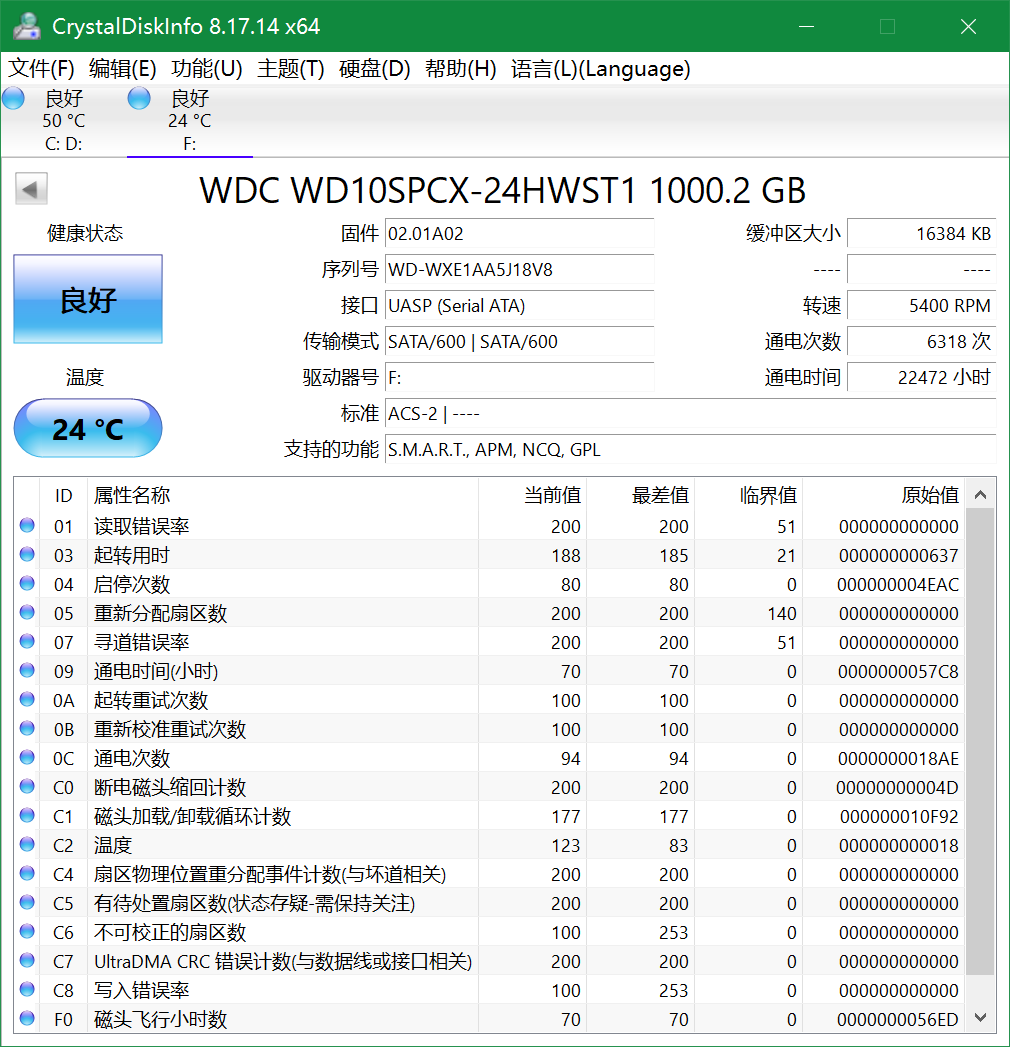 CrystalDiskInfo 8.17.14 x64
文件(F) 编辑(E) 功能(U) 主题(T) 硬盘(D) 帮助(H) 语言(L)(Language)
良好 良好
50 °C 24 °C
C: D: F:
WDC WD10SPCX-24HWST1 1000.2 GB
健康状态 固件 02.01A02 缓冲区大小 16384 KB
良好 序列号 WD-WXE1AA5J18V8 ---- ----
接口 UASP (Serial ATA) 转速 5400 RPM
传输模式 SATA/600 | SATA/600 通电次数 6318 次
温度 驱动器号 F: 通电时间 22472 小时
24 °C 标准 ACS-2 | ----
支持的功能 S.M.A.R.T., APM, NCQ, GPL
ID 属性名称 当前值 最差值 临界值 原始值
01 读取错误率 200 200 51 000000000000
03 起转用时 188 185 21 000000000637
04 启停次数 80 80 0 000000004EAC
05 重新分配扇区数 200 200 140 000000000000
07 寻道错误率 200 200 51 000000000000
09 通电时间(小时) 70 70 0 0000000057C8
0A 起转重试次数 100 100 0 000000000000
0B 重新校准重试次数 100 100 0 000000000000
0C 通电次数 94 94 0 0000000018AE
C0 断电磁头缩回计数 200 200 0 00000000004D
C1 磁头加载/卸载循环计数 177 177 0 000000010F92
C2 温度 123 83 0 000000000018
C4 扇区物理位置重分配事件计数(与坏道相关) 200 200 0 000000000000
C5 有待处置扇区数(状态存疑-需保持关注) 200 200 0 000000000000
C6 不可校正的扇区数 100 253 0 000000000000
C7 UltraDMA CRC 错误计数(与数据线或接口相关) 200 200 0 000000000000
C8 写入错误率 100 253 0 000000000000
F0 磁头飞行小时数 70 70 0 0000000056ED